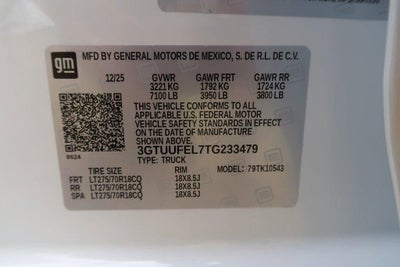 gm
MFD BY GENERAL MOTORS DE MEXICO, S. DE R.L. DE C.V.
12/25 GVWR GAWR FRT GAWR RR
3221 KG 1792 KG 1724 KG
7100 LB 3950 LB 3800 LB
THIS VEHICLE CONFORMS TO ALL
APPLICABLE U.S. FEDERAL MOTOR
VEHICLE SAFETY STANDARDS IN
EFFECT ON THE DATE OF MANUFACTURE
SHOWN ABOVE.
3GTUUFEL7TG233479
TYPE: TRUCK
TIRE SIZE RIM MODEL: 79TK10543
FRT LT275/70R18CQ 18X8.5J
RR LT275/70R18CQ 18X8.5J
SPA LT275/70R18CQ 18X8.5J